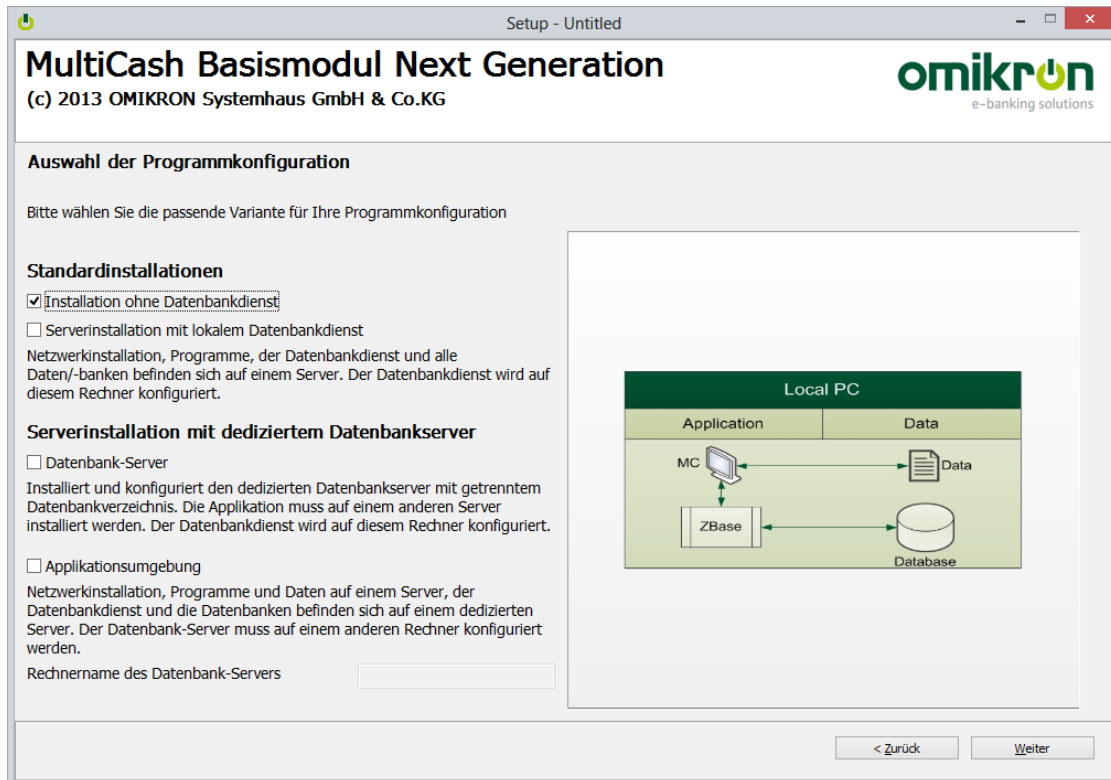 Setup - Untitled
MultiCash Basismodul Next Generation
(c) 2013 OMIKRON Systemhaus GmbH & Co.KG
omikron
e-banking solutions
Auswahl der Programmkonfiguration
Bitte wählen Sie die passende Variante für Ihre Programmkonfiguration
Standardinstallationen
Installation ohne Datenbankdienst
Serverinstallation mit lokalem Datenbankdienst
Netzwerkinstallation, Programme, der Datenbankdienst und alle
Daten/-banken befinden sich auf einem Server. Der Datenbankdienst wird auf
diesem Rechner konfiguriert.
Serverinstallation mit dediziertem Datenbankserver
Datenbank-Server
Installiert und konfiguriert den dedizierten Datenbankserver mit getrenntem
Datenbankverzeichnis. Die Applikation muss auf einem anderen Server
installiert werden. Der Datenbankdienst wird auf diesem Rechner konfiguriert.
Applikationsumgebung
Netzwerkinstallation, Programme und Daten auf einem Server, der
Datenbankdienst und die Datenbanken befinden sich auf einem dedizierten
Server. Der Datenbank-Server muss auf einem anderen Rechner konfiguriert
werden.
Rechnername des Datenbank-Servers
Local PC
Application
Data
MC
Data
ZBase
Database
< Zurück
Weiter